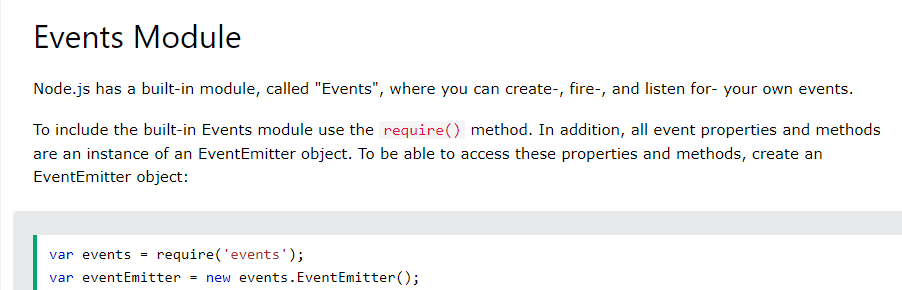 Events Module
Node.js has a built-in module, called "Events", where you can create-, fire-, and listen for- your own events.
To include the built-in Events module use the require() method. In addition, all event properties and methods
are an instance of an EventEmitter object. To be able to access these properties and methods, create an
EventEmitter object:
var events = require('events');
var eventEmitter = new events.EventEmitter();